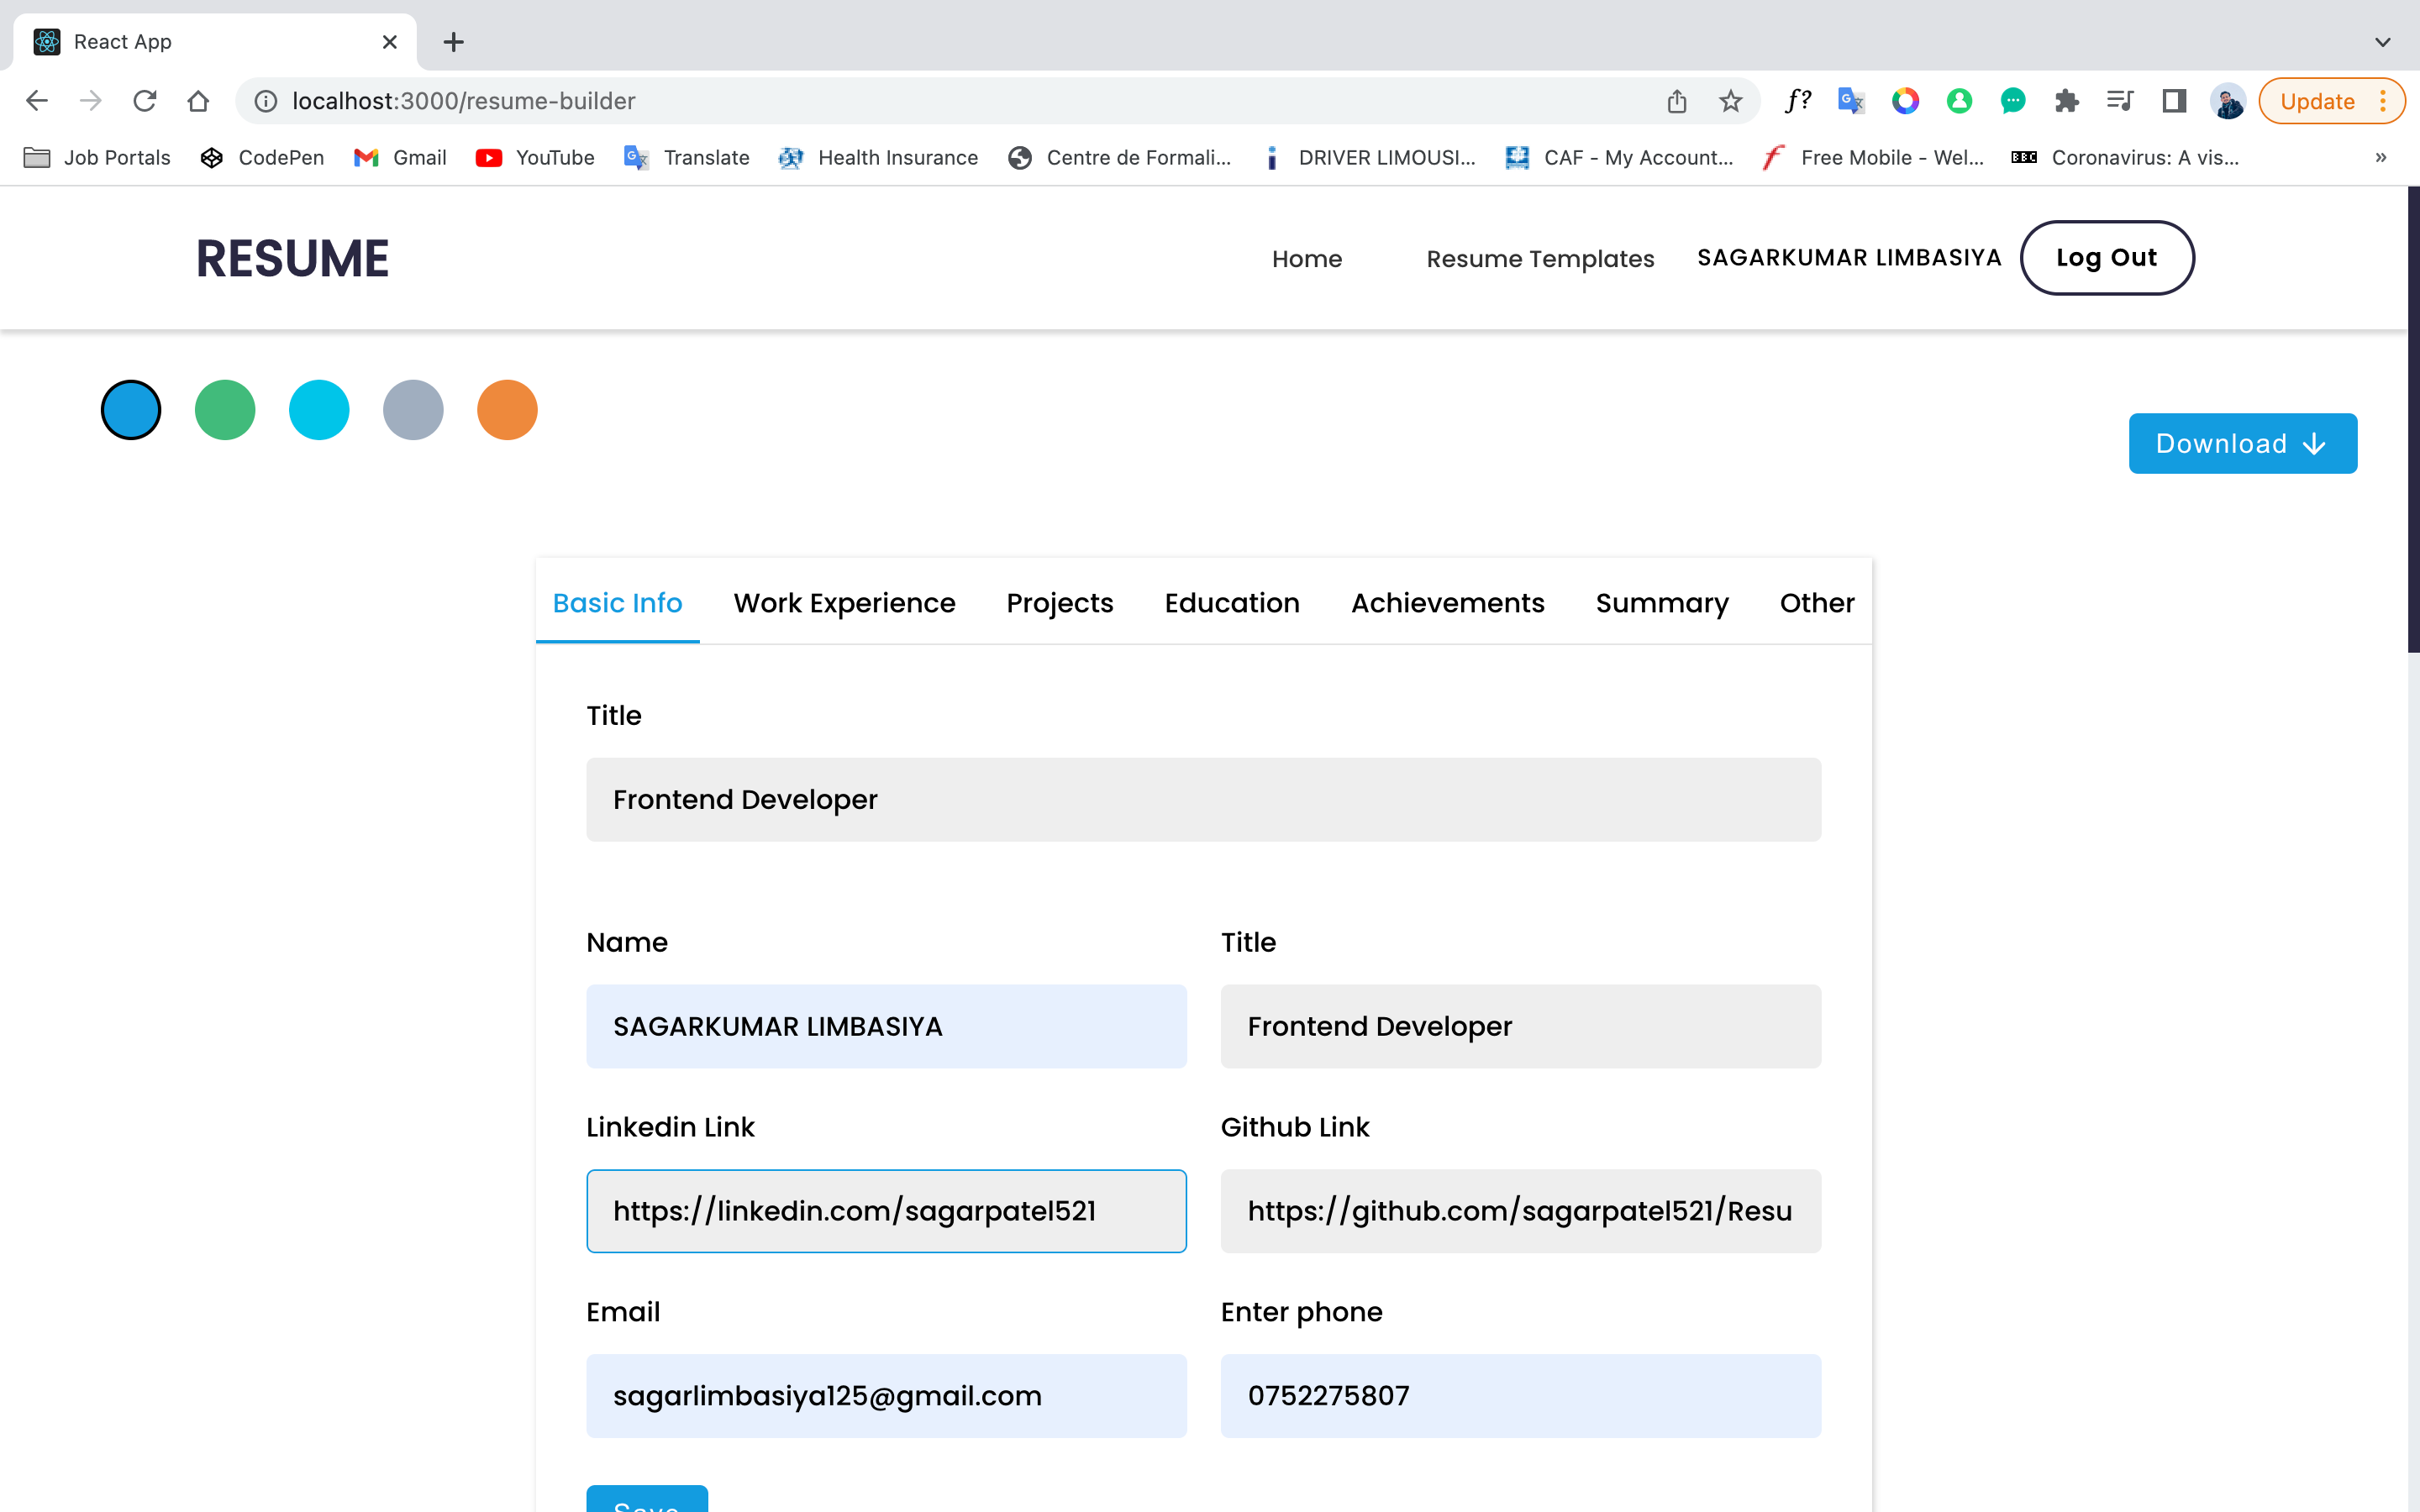 React App
localhost:3000/resume-builder
f?
Update
Job Portals
CodePen
Gmail
YouTube
Translate
Health Insurance
Centre de Formali...
DRIVER LIMOUSI...
CAF - My Account...
Free Mobile - Wel...
BBC
Coronavirus: A vis...
»
RESUME
Home
Resume Templates
SAGARKUMAR LIMBASIYA
Log Out
Download
Basic Info
Work Experience
Projects
Education
Achievements
Summary
Other
Title
Frontend Developer
Name
Title
SAGARKUMAR LIMBASIYA
Frontend Developer
Linkedin Link
Github Link
https://linkedin.com/sagarpatel521
https://github.com/sagarpatel521/Resu
Email
Enter phone
sagarlimbasiya125@gmail.com
0752275807
Save